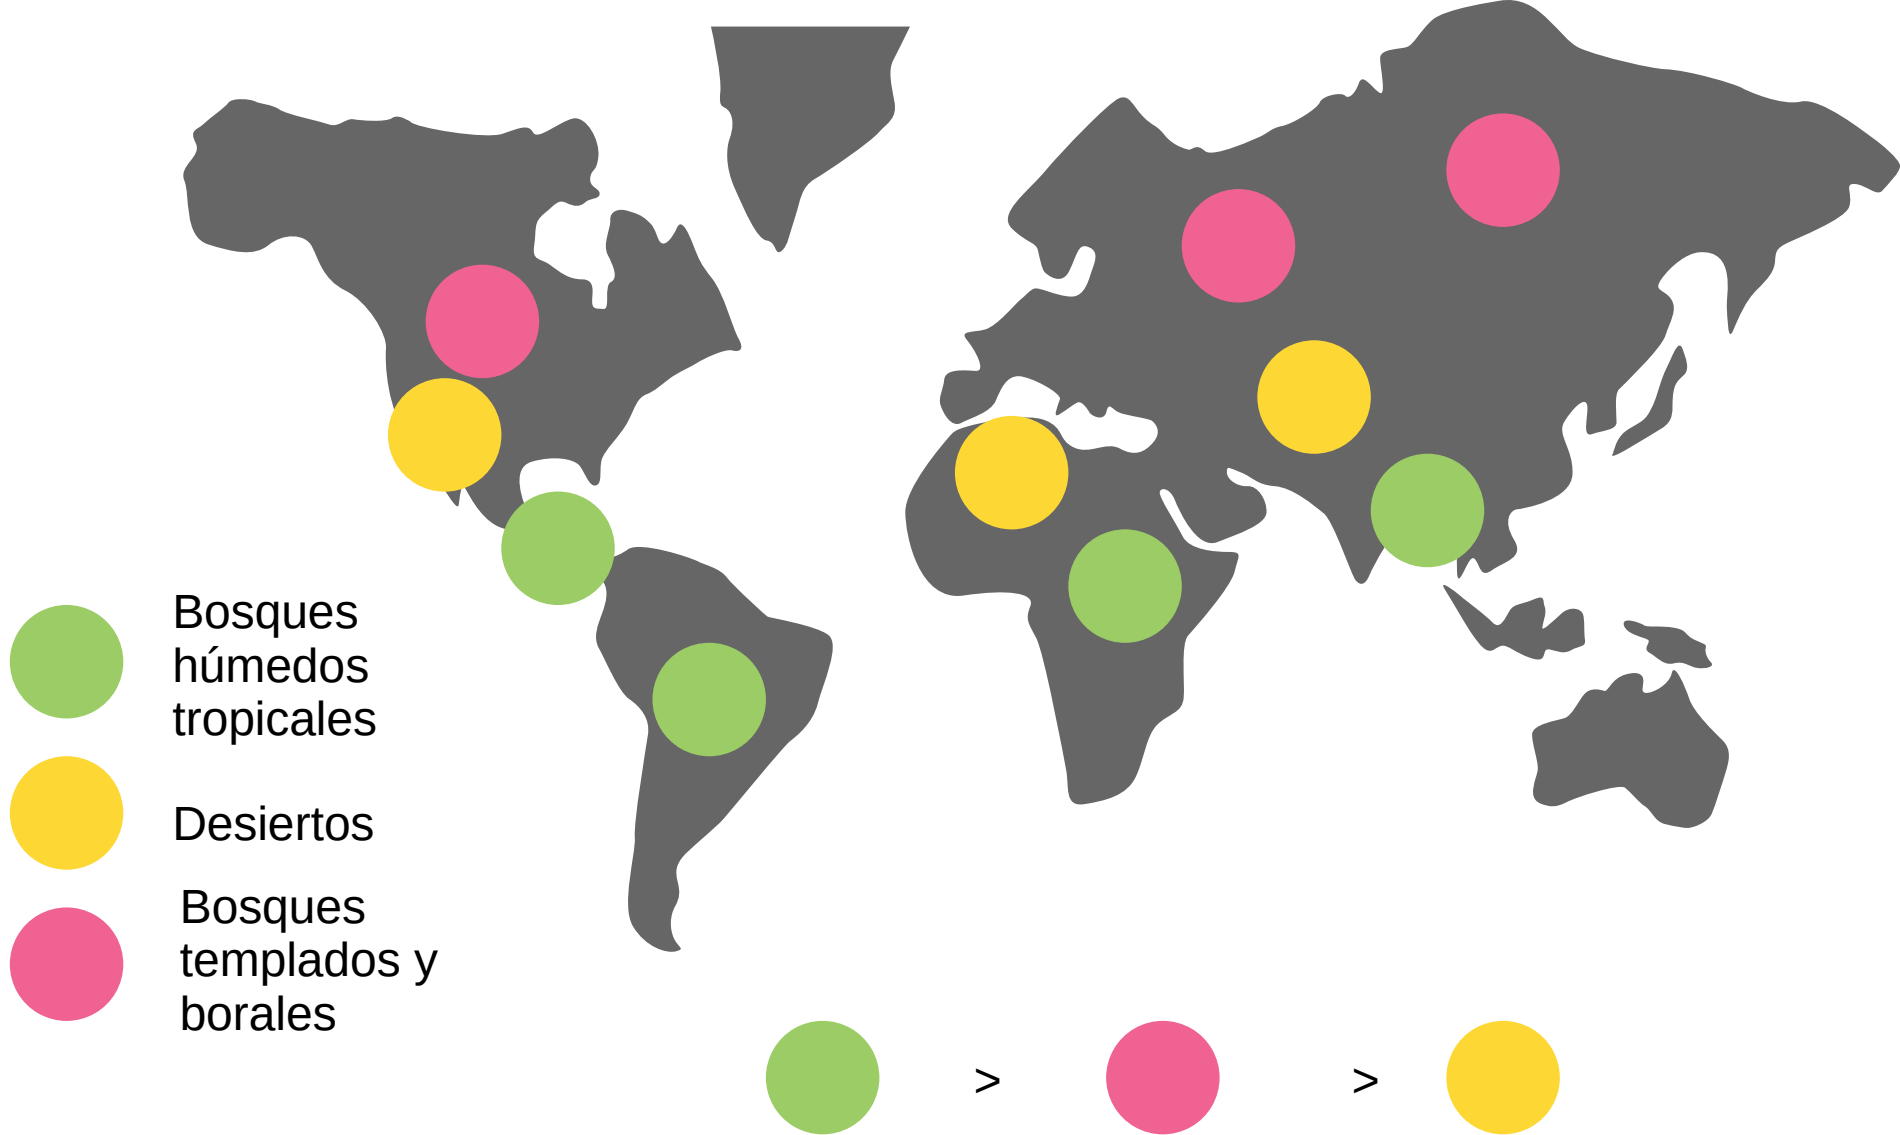 Bosques
húmedos
tropicales
Desiertos
Bosques
templados y
borales
> >